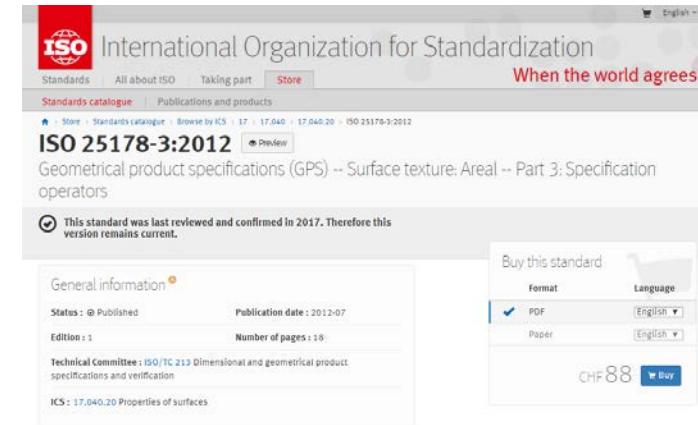 English
ISO
International Organization for Standardization
Standards
All about ISO
Taking part
Store
When the world agrees
Standards catalogue
Publications and products
Store
Standards catalogue
Browse by ICS
17
17.040
17.040.20
ISO 25178-3:2012
ISO 25178-3:2012
Preview
Geometrical product specifications (GPS) -- Surface texture: Areal -- Part 3: Specification
operators
This standard was last reviewed and confirmed in 2017. Therefore this
version remains current.
General information
Status : Published
Publication date : 2012-07
Edition : 1
Number of pages : 18
Technical Committee : ISO/TC 213 Dimensional and geometrical product
specifications and verification
ICS : 17.040.20 Properties of surfaces
Buy this standard
Format
Language
PDF
English
Paper
English
CHF 88
Buy